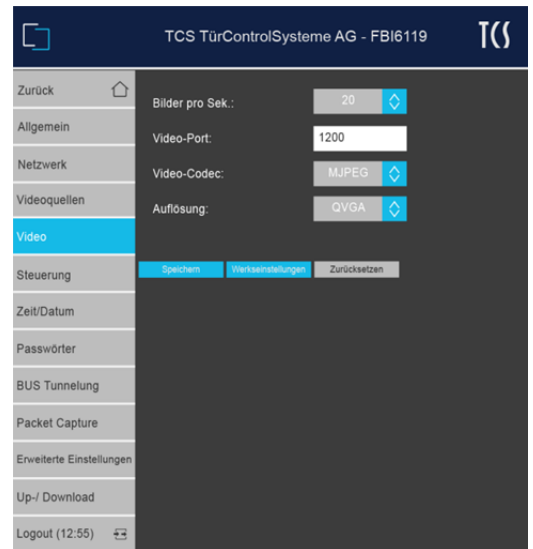 TCS TürControlSysteme AG - FBI6119
TCS
Zurück
Allgemein
Netzwerk
Videoquellen
Video
Steuerung
Zeit/Datum
Passwörter
BUS Tunnelung
Packet Capture
Erweiterte Einstellungen
Up-/ Download
Logout (12:55)
Bilder pro Sek.: 20
Video-Port: 1200
Video-Codec: MJPEG
Auflösung: QVGA
Speichern Werkseinstellungen Zurücksetzen